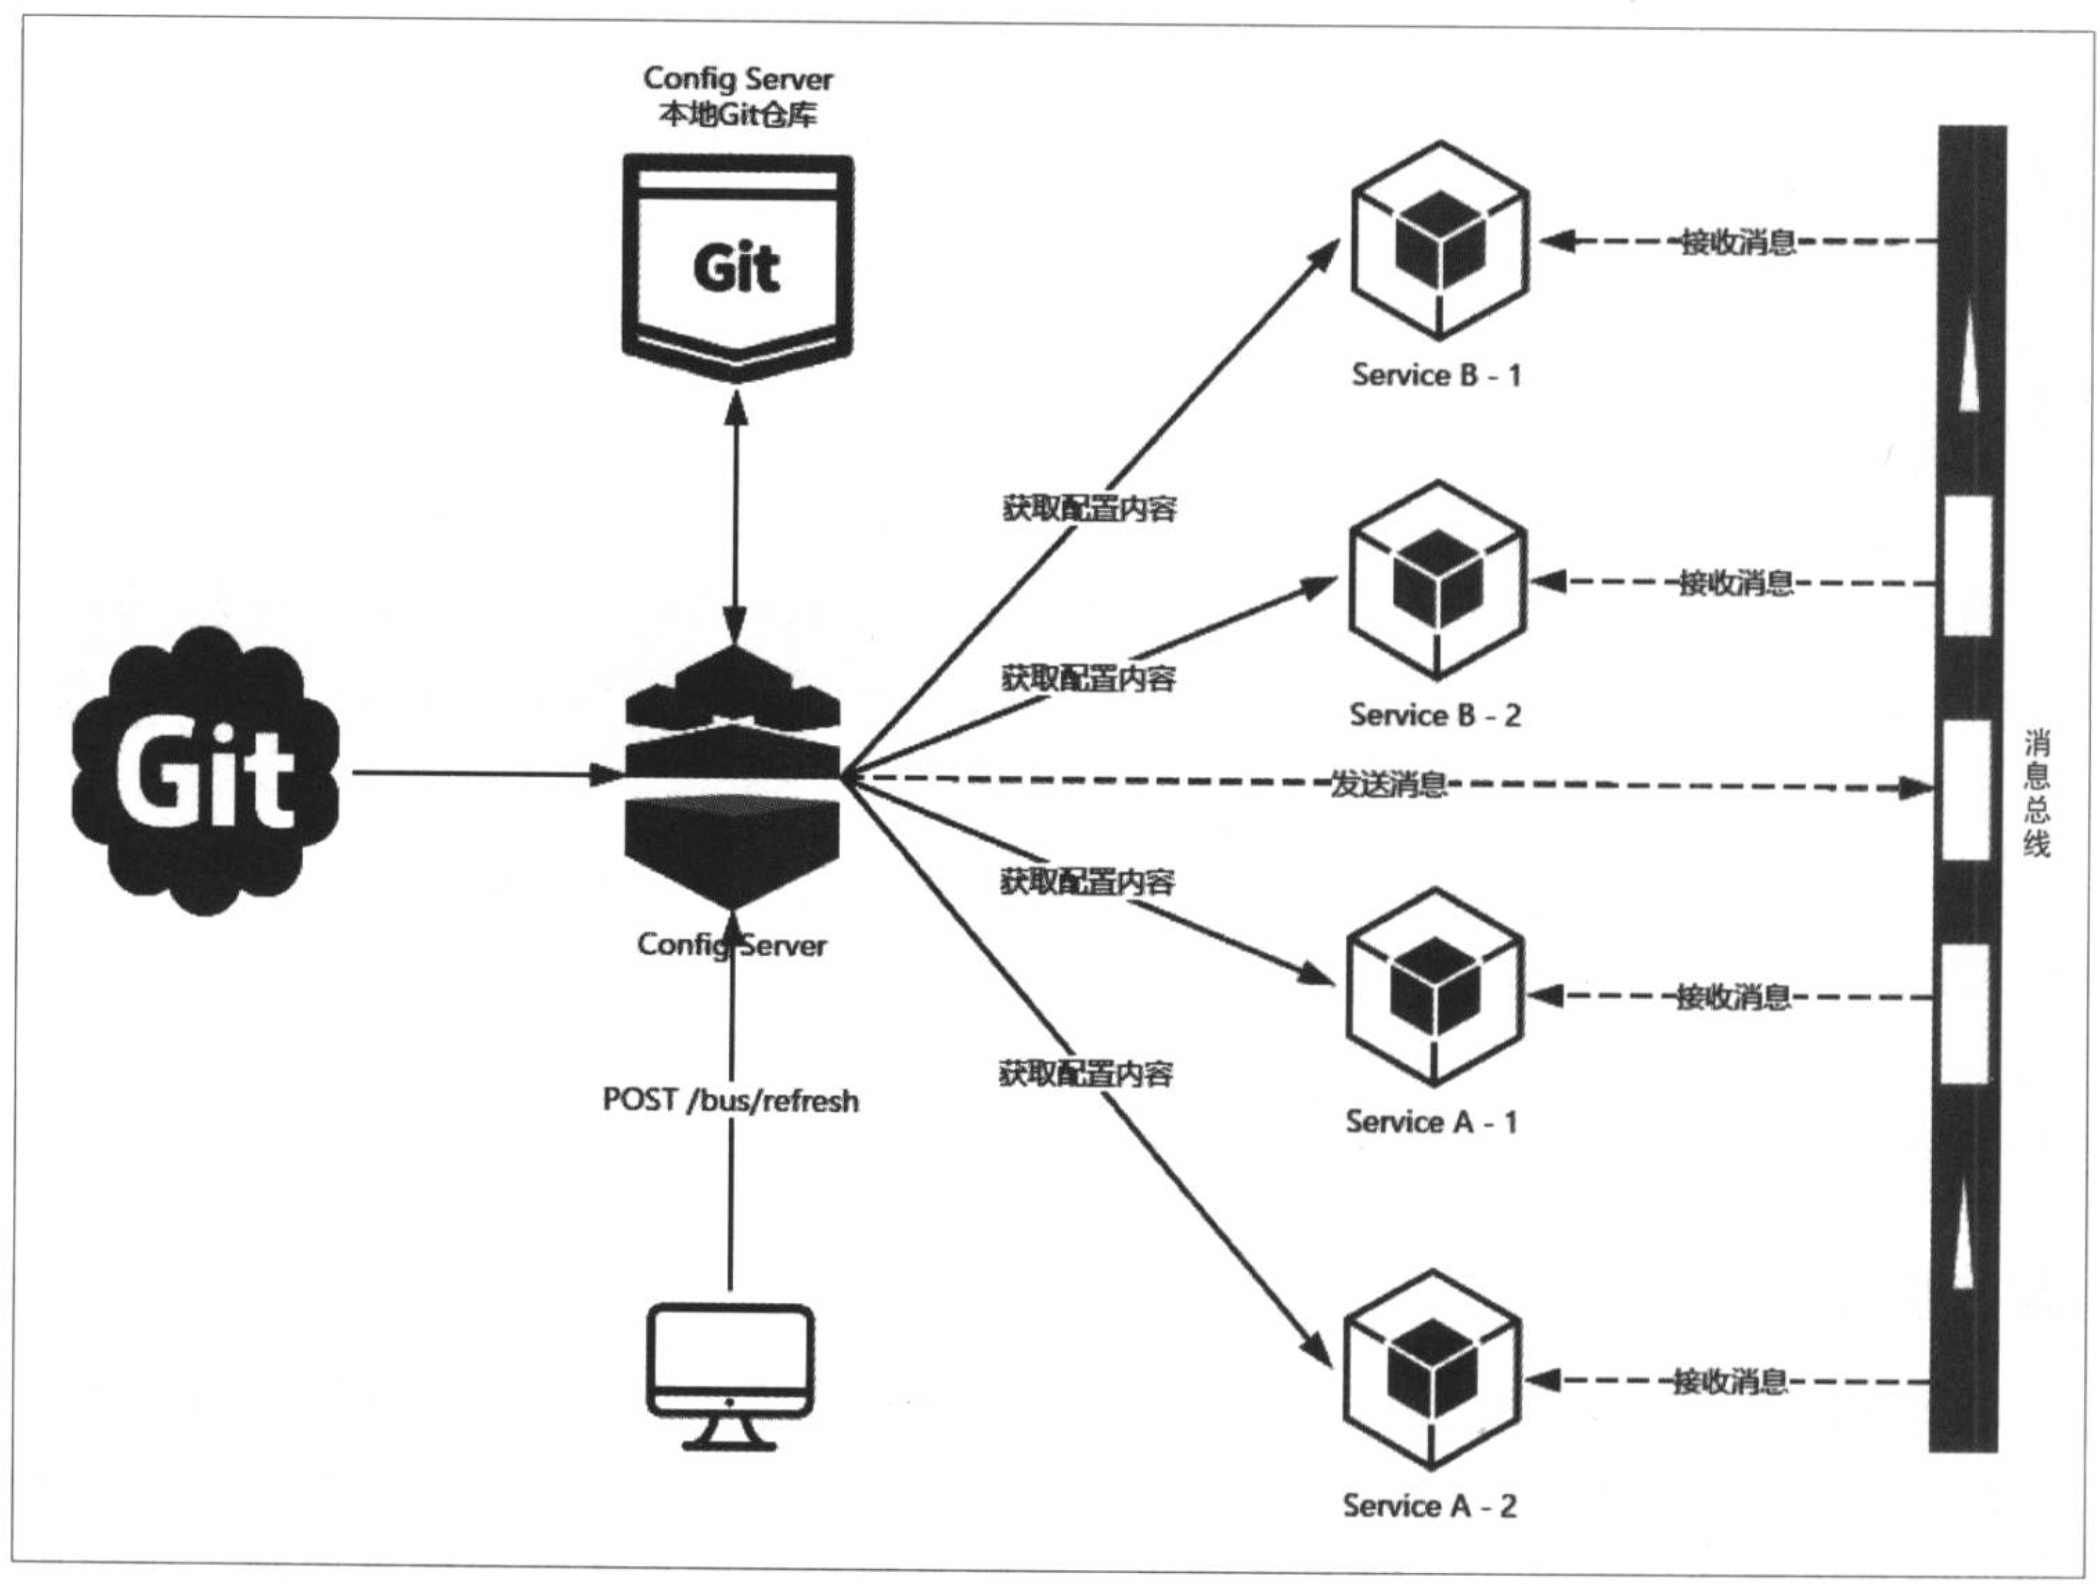 Config Server
本地Git仓库
Git
接收消息
Service B - 1
获取配置内容
接收消息
获取配置内容
Service B - 2
Git
发送消息
消息总线
获取配置内容
Config Server
接收消息
获取配置内容
POST /bus/refresh
Service A - 1
接收消息
Service A - 2